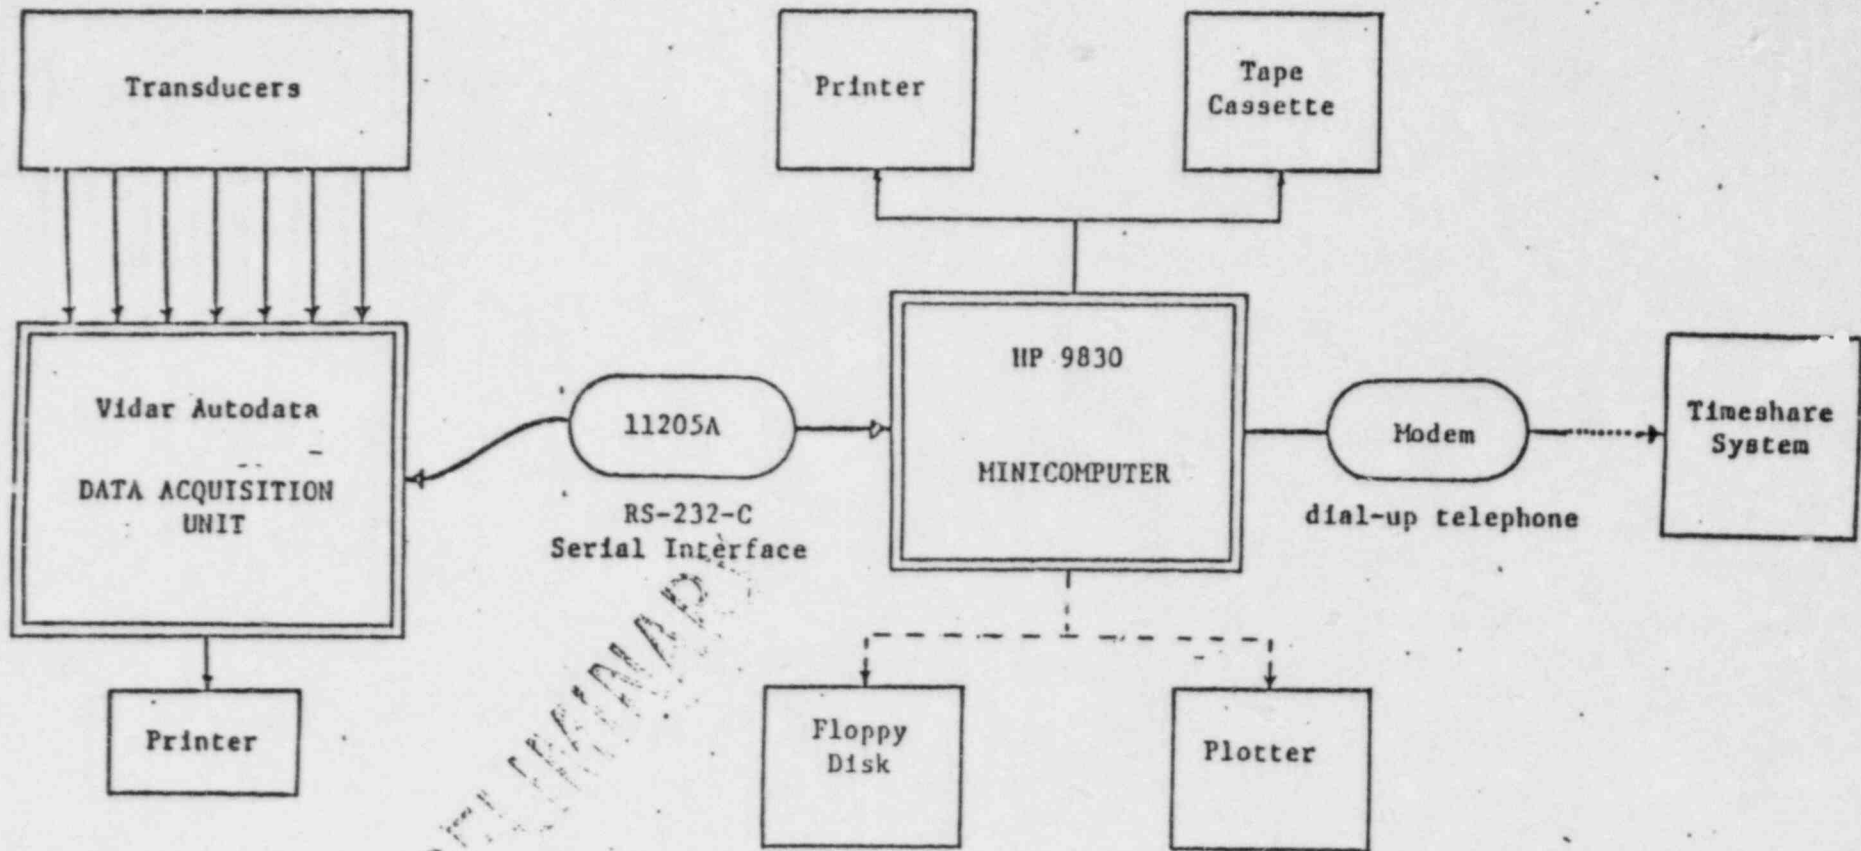 Transducers
Printer
Tape
Cassette
Vidar Autodata
DATA ACQUISITION
UNIT
11205A
RS-232-C
Serial Interface
HP 9830
MINICOMPUTER
Modem
dial-up telephone
Timeshare
System
Printer
Floppy
Disk
Plotter